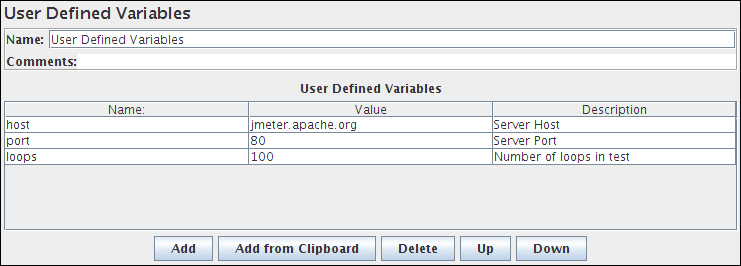 User Defined Variables
Name: User Defined Variables
Comments:
User Defined Variables
Name: Value Description
host jmeter.apache.org Server Host
port 80 Server Port
loops 100 Number of loops in test
Add Add from Clipboard Delete Up Down